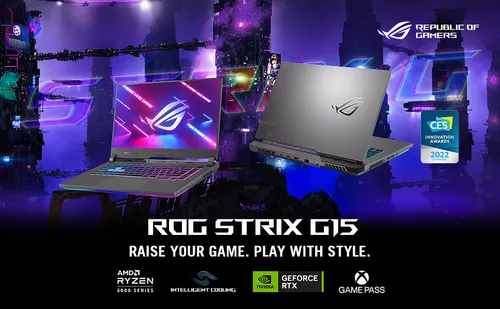 REPUBLIC OF
GAMERS
CES
INNOVATION
AWARDS
2022
ROG STRIX G15
RAISE YOUR GAME. PLAY WITH STYLE.
AMD
RYZEN
6000 SERIES
INTELLIGENT COOLING
NVIDIA
GEFORCE
RTX
GAME PASS